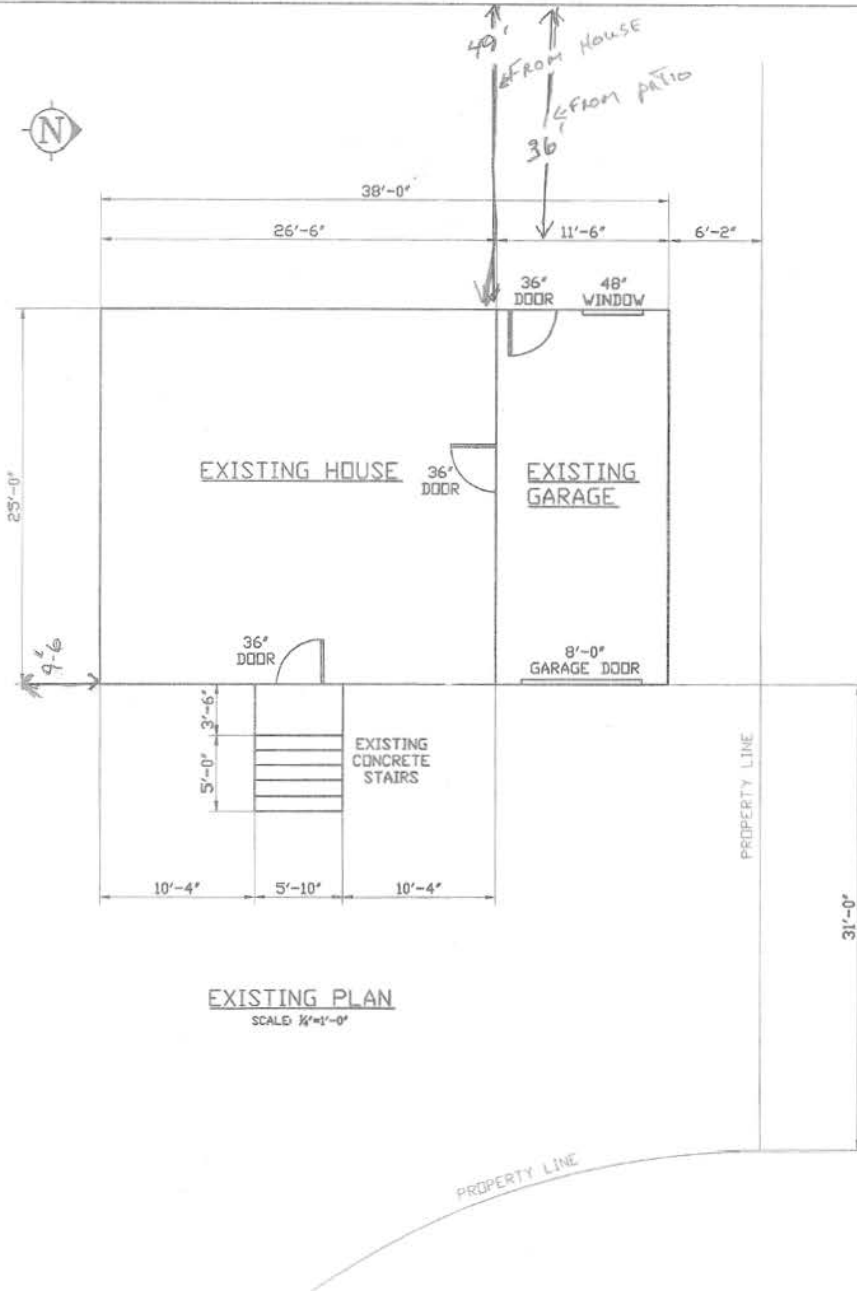 49'
FROM HOUSE
FROM PATIO
36'
N
38'-0"
26'-6"
11'-6"
6'-2"
36"
DOOR
48"
WINDOW
25'-0"
EXISTING HOUSE
36"
DOOR
EXISTING
GARAGE
36"
DOOR
8'-0"
GARAGE DOOR
3'-6"
5'-0"
EXISTING
CONCRETE
STAIRS
PROPERTY LINE
10'-4"
5'-10"
10'-4"
31'-0"
EXISTING PLAN
SCALE: ¼"=1'-0"
PROPERTY LINE